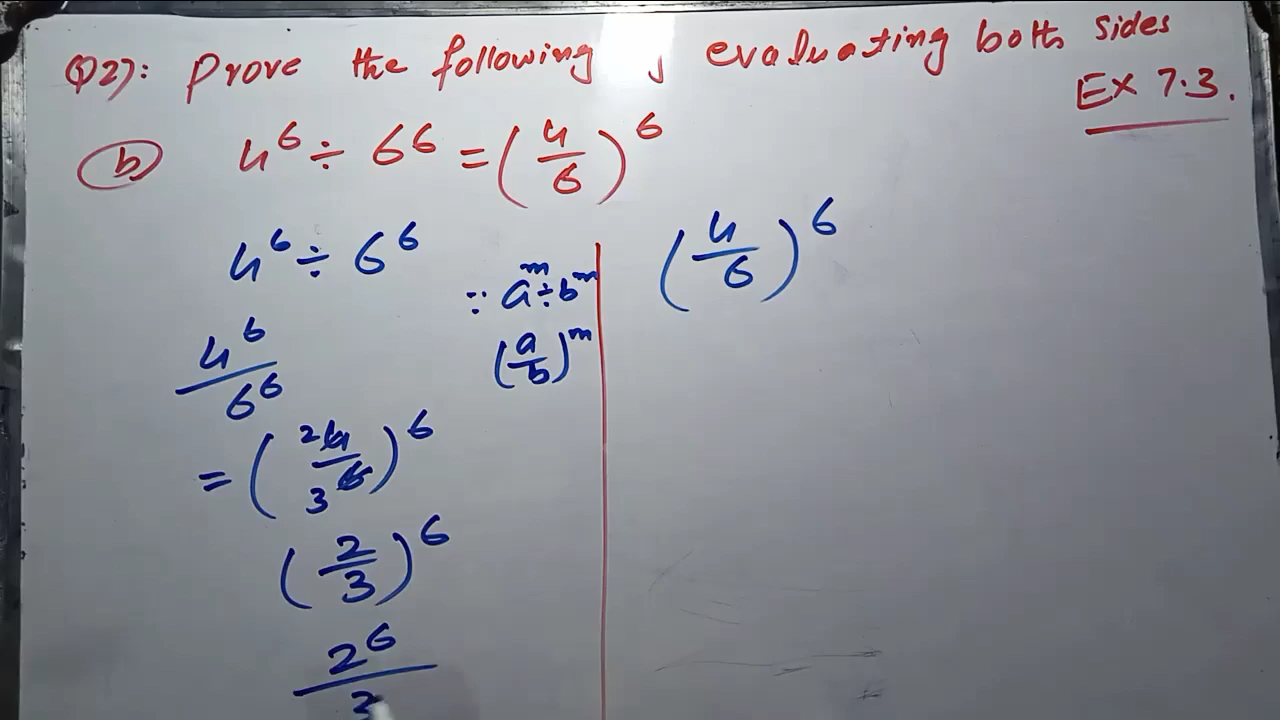 Q2): Prove the following evaluating both sides
Ex 7.3.
(b) 4⁶ ÷ 6⁶ = (4/6)⁶
4⁶ ÷ 6⁶
∵ aᵐ ÷ bᵐ
(a/b)ᵐ
4⁶/6⁶
= (2 4/3 6)⁶
(2/3)⁶
2⁶/3
(4/6)⁶